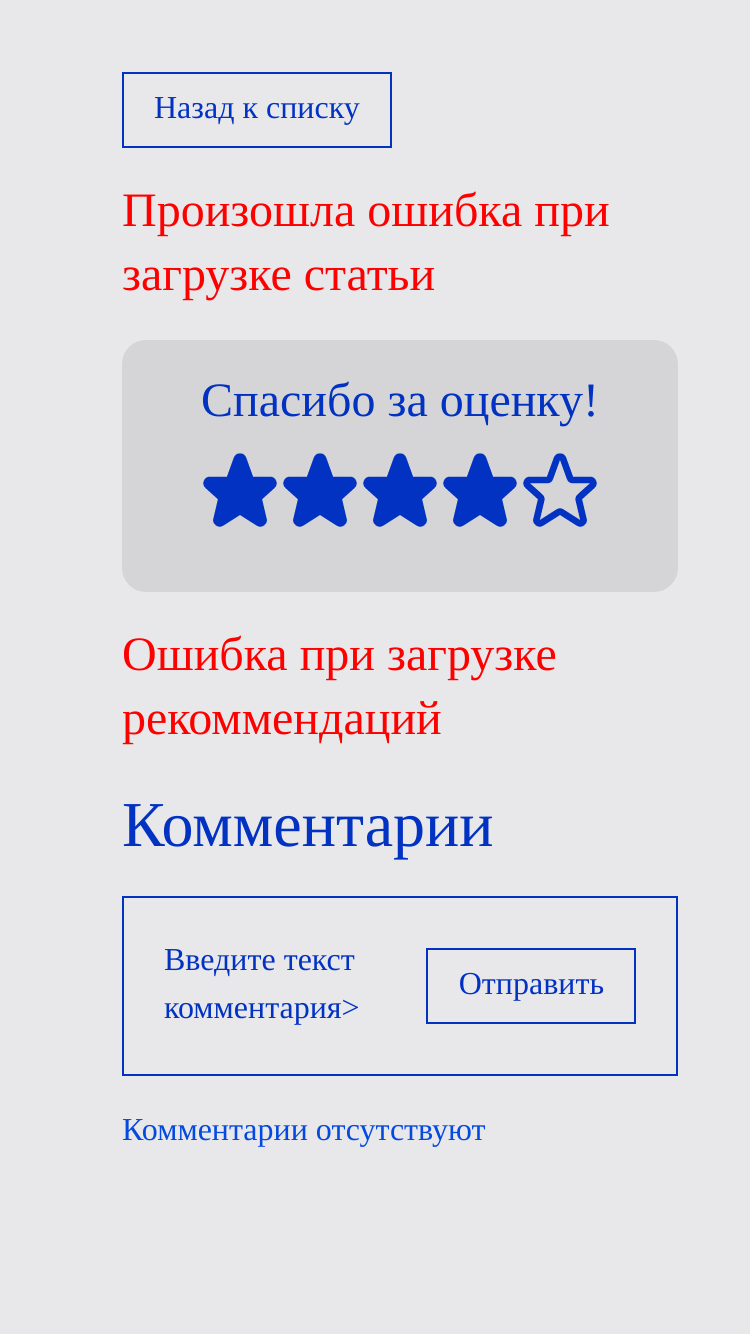 Назад к списку
Произошла ошибка при
загрузке статьи
Спасибо за оценку!
Ошибка при загрузке
рекоммендаций
Комментарии
Введите текст
комментария>
Отправить
Комментарии отсутствуют